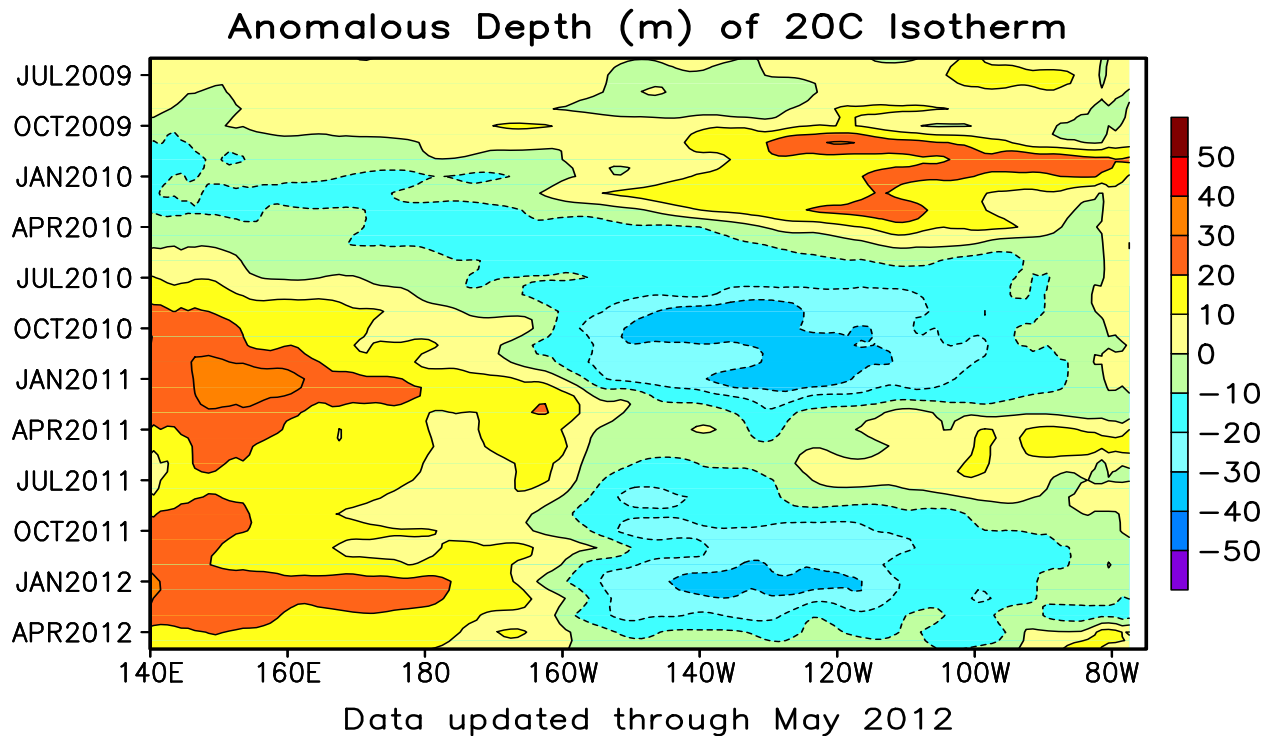 Anomalous Depth (m) of 20C Isotherm
JUL2009
OCT2009
JAN2010
APR2010
JUL2010
OCT2010
JAN2011
APR2011
JUL2011
OCT2011
JAN2012
APR2012
140E 160E 180 160W 140W 120W 100W 80W
50
40
30
20
10
0
−10
−20
−30
−40
−50
Data updated through May 2012